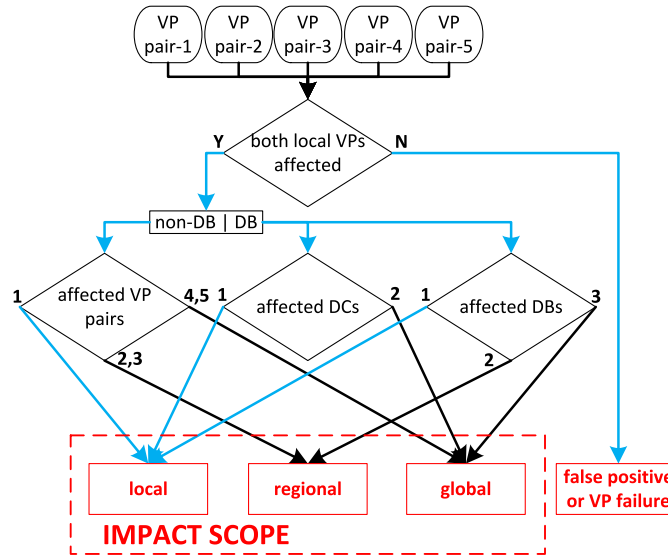 VP
pair-1
VP
pair-2
VP
pair-3
VP
pair-4
VP
pair-5
Y
both local VPs
affected
N
non-DB | DB
1
affected VP
pairs
4,5
2,3
1
affected DCs
2
1
affected DBs
3
2
local
regional
global
false positive
or VP failure
IMPACT SCOPE